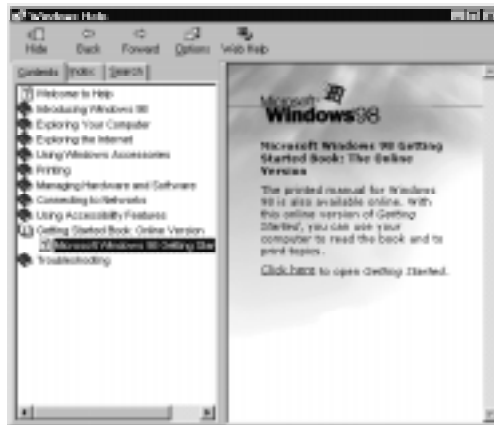 Windows Help
Hide Back Forward Options Web Help
Contents Index Search
Welcome to Help
Introducing Windows 98
Exploring Your Computer
Exploring the Internet
Using Windows Accessories
Printing
Managing Hardware and Software
Connecting to Networks
Using Accessibility Features
Getting Started Book: Online Version
Microsoft Windows 98 Getting Star
Troubleshooting
Microsoft
Windows98
Microsoft Windows 98 Getting
Started Book: The Online
Version
The printed manual for Windows
98 is also available online. With
this online version of Getting
Started, you can use your
computer to read the book and to
print topics.
Click here to open Getting Started.